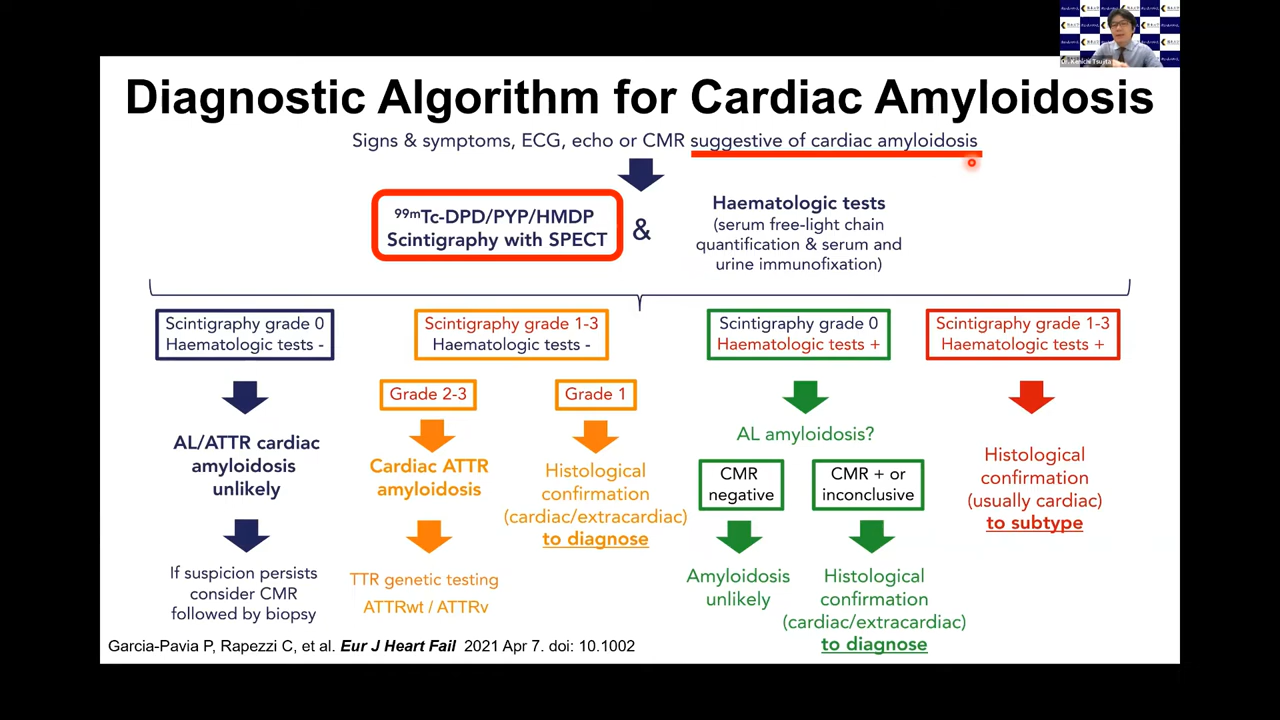 Dr. Kenichi Tsujita
Diagnostic Algorithm for Cardiac Amyloidosis
Signs & symptoms, ECG, echo or CMR suggestive of cardiac amyloidosis
99mTc-DPD/PYP/HMDP
Scintigraphy with SPECT
&
Haematologic tests
(serum free-light chain
quantification & serum and
urine immunofixation)
Scintigraphy grade 0
Haematologic tests -
AL/ATTR cardiac
amyloidosis
unlikely
If suspicion persists
consider CMR
followed by biopsy
Scintigraphy grade 1-3
Haematologic tests -
Grade 2-3
Cardiac ATTR
amyloidosis
TTR genetic testing
ATTRwt / ATTRv
Grade 1
Histological
confirmation
(cardiac/extracardiac)
to diagnose
Scintigraphy grade 0
Haematologic tests +
AL amyloidosis?
CMR
negative
Amyloidosis
unlikely
CMR + or
inconclusive
Histological
confirmation
(cardiac/extracardiac)
to diagnose
Scintigraphy grade 1-3
Haematologic tests +
Histological
confirmation
(usually cardiac)
to subtype
Garcia-Pavia P, Rapezzi C, et al. Eur J Heart Fail 2021 Apr 7. doi: 10.1002